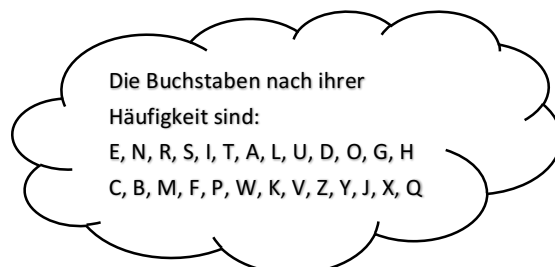 Die Buchstaben nach ihrer
Häufigkeit sind:
E, N, R, S, I, T, A, L, U, D, O, G, H
C, B, M, F, P, W, K, V, Z, Y, J, X, Q